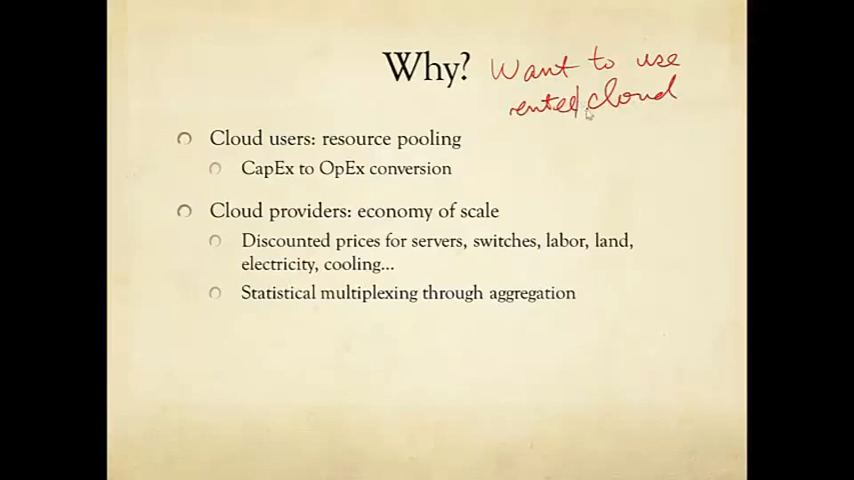 Why? Want to use
rented cloud
Cloud users: resource pooling
CapEx to OpEx conversion
Cloud providers: economy of scale
Discounted prices for servers, switches, labor, land,
electricity, cooling...
Statistical multiplexing through aggregation